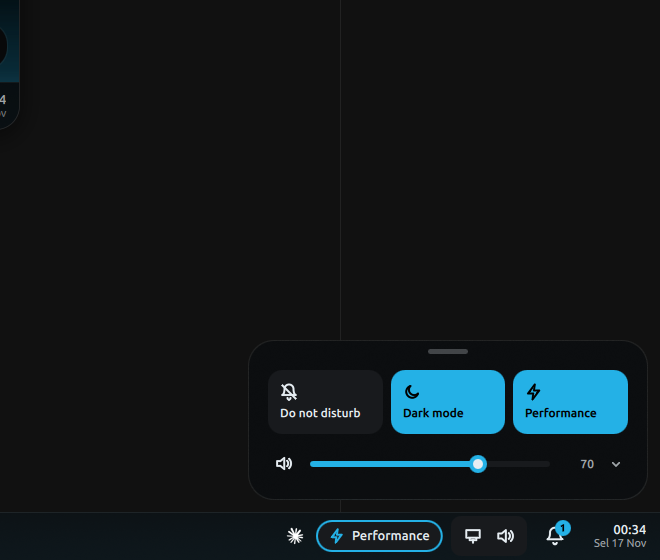 4
ov
Do not disturb
Dark mode
Performance
70
Performance
1
00:34
Sel 17 Nov